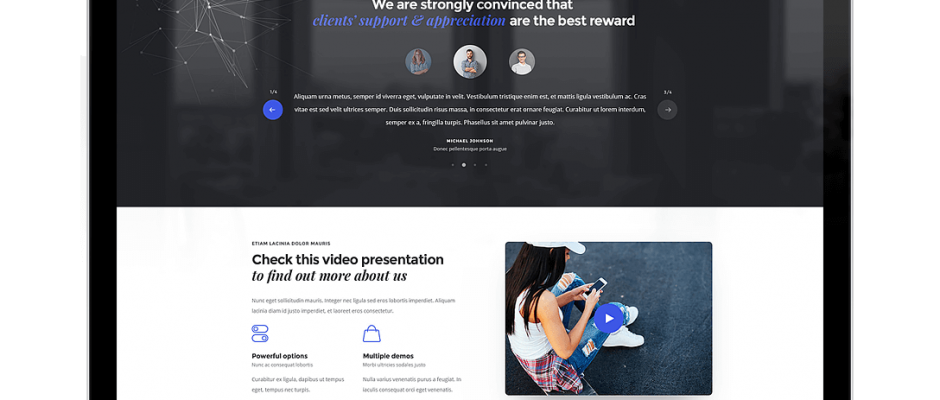 We are strongly convinced that
clients' support & appreciation are the best reward
1/4
3/4
Aliquam urna metus, semper id viverra eget, vulputate in velit. Vestibulum tristique enim est, et mattis ligula vestibulum ac. Cras
vitae est sed velit ultrices semper. Duis sollicitudin risus massa, in consectetur erat ornare feugiat. Curabitur ut lorem interdum,
semper ex a, fringilla turpis. Phasellus sit amet pulvinar justo.
MICHAEL JOHNSON
Donec pellentesque porta augue
ETIAM LACINIA DOLOR MAURIS
Check this video presentation
to find out more about us
Nunc eget sollicitudin mauris. Integer nec ligula sed eros lobortis imperdiet. Aliquam
lacinia diam id justo imperdiet, et laoreet eros consectetur.
Powerful options
Nunc ac consequat lobortis
Curabitur ex ligula, dapibus ut tempus
eget, tempus nec turpis.
Multiple demos
Morbi ultricies sodales justo
Nulla varius venenatis purus a feugiat. In
iaculis consequat orci eget venenatis.